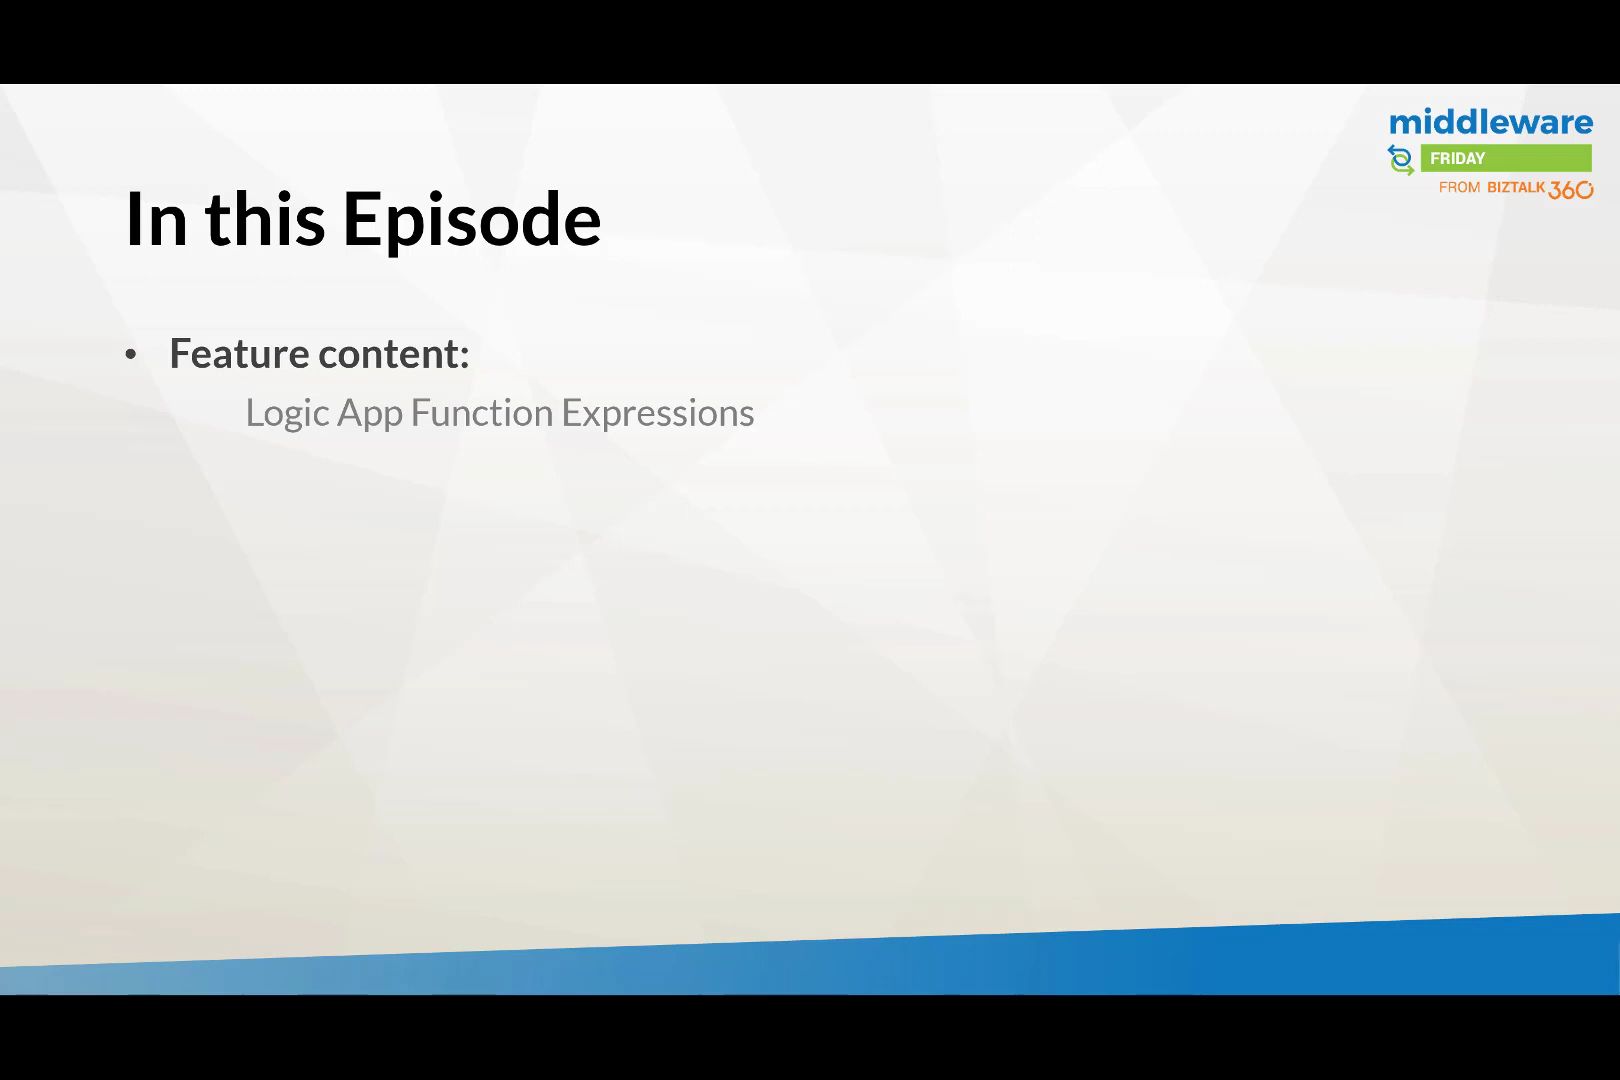 middleware
FRIDAY
FROM BIZTALK 360
In this Episode
• Feature content:
Logic App Function Expressions